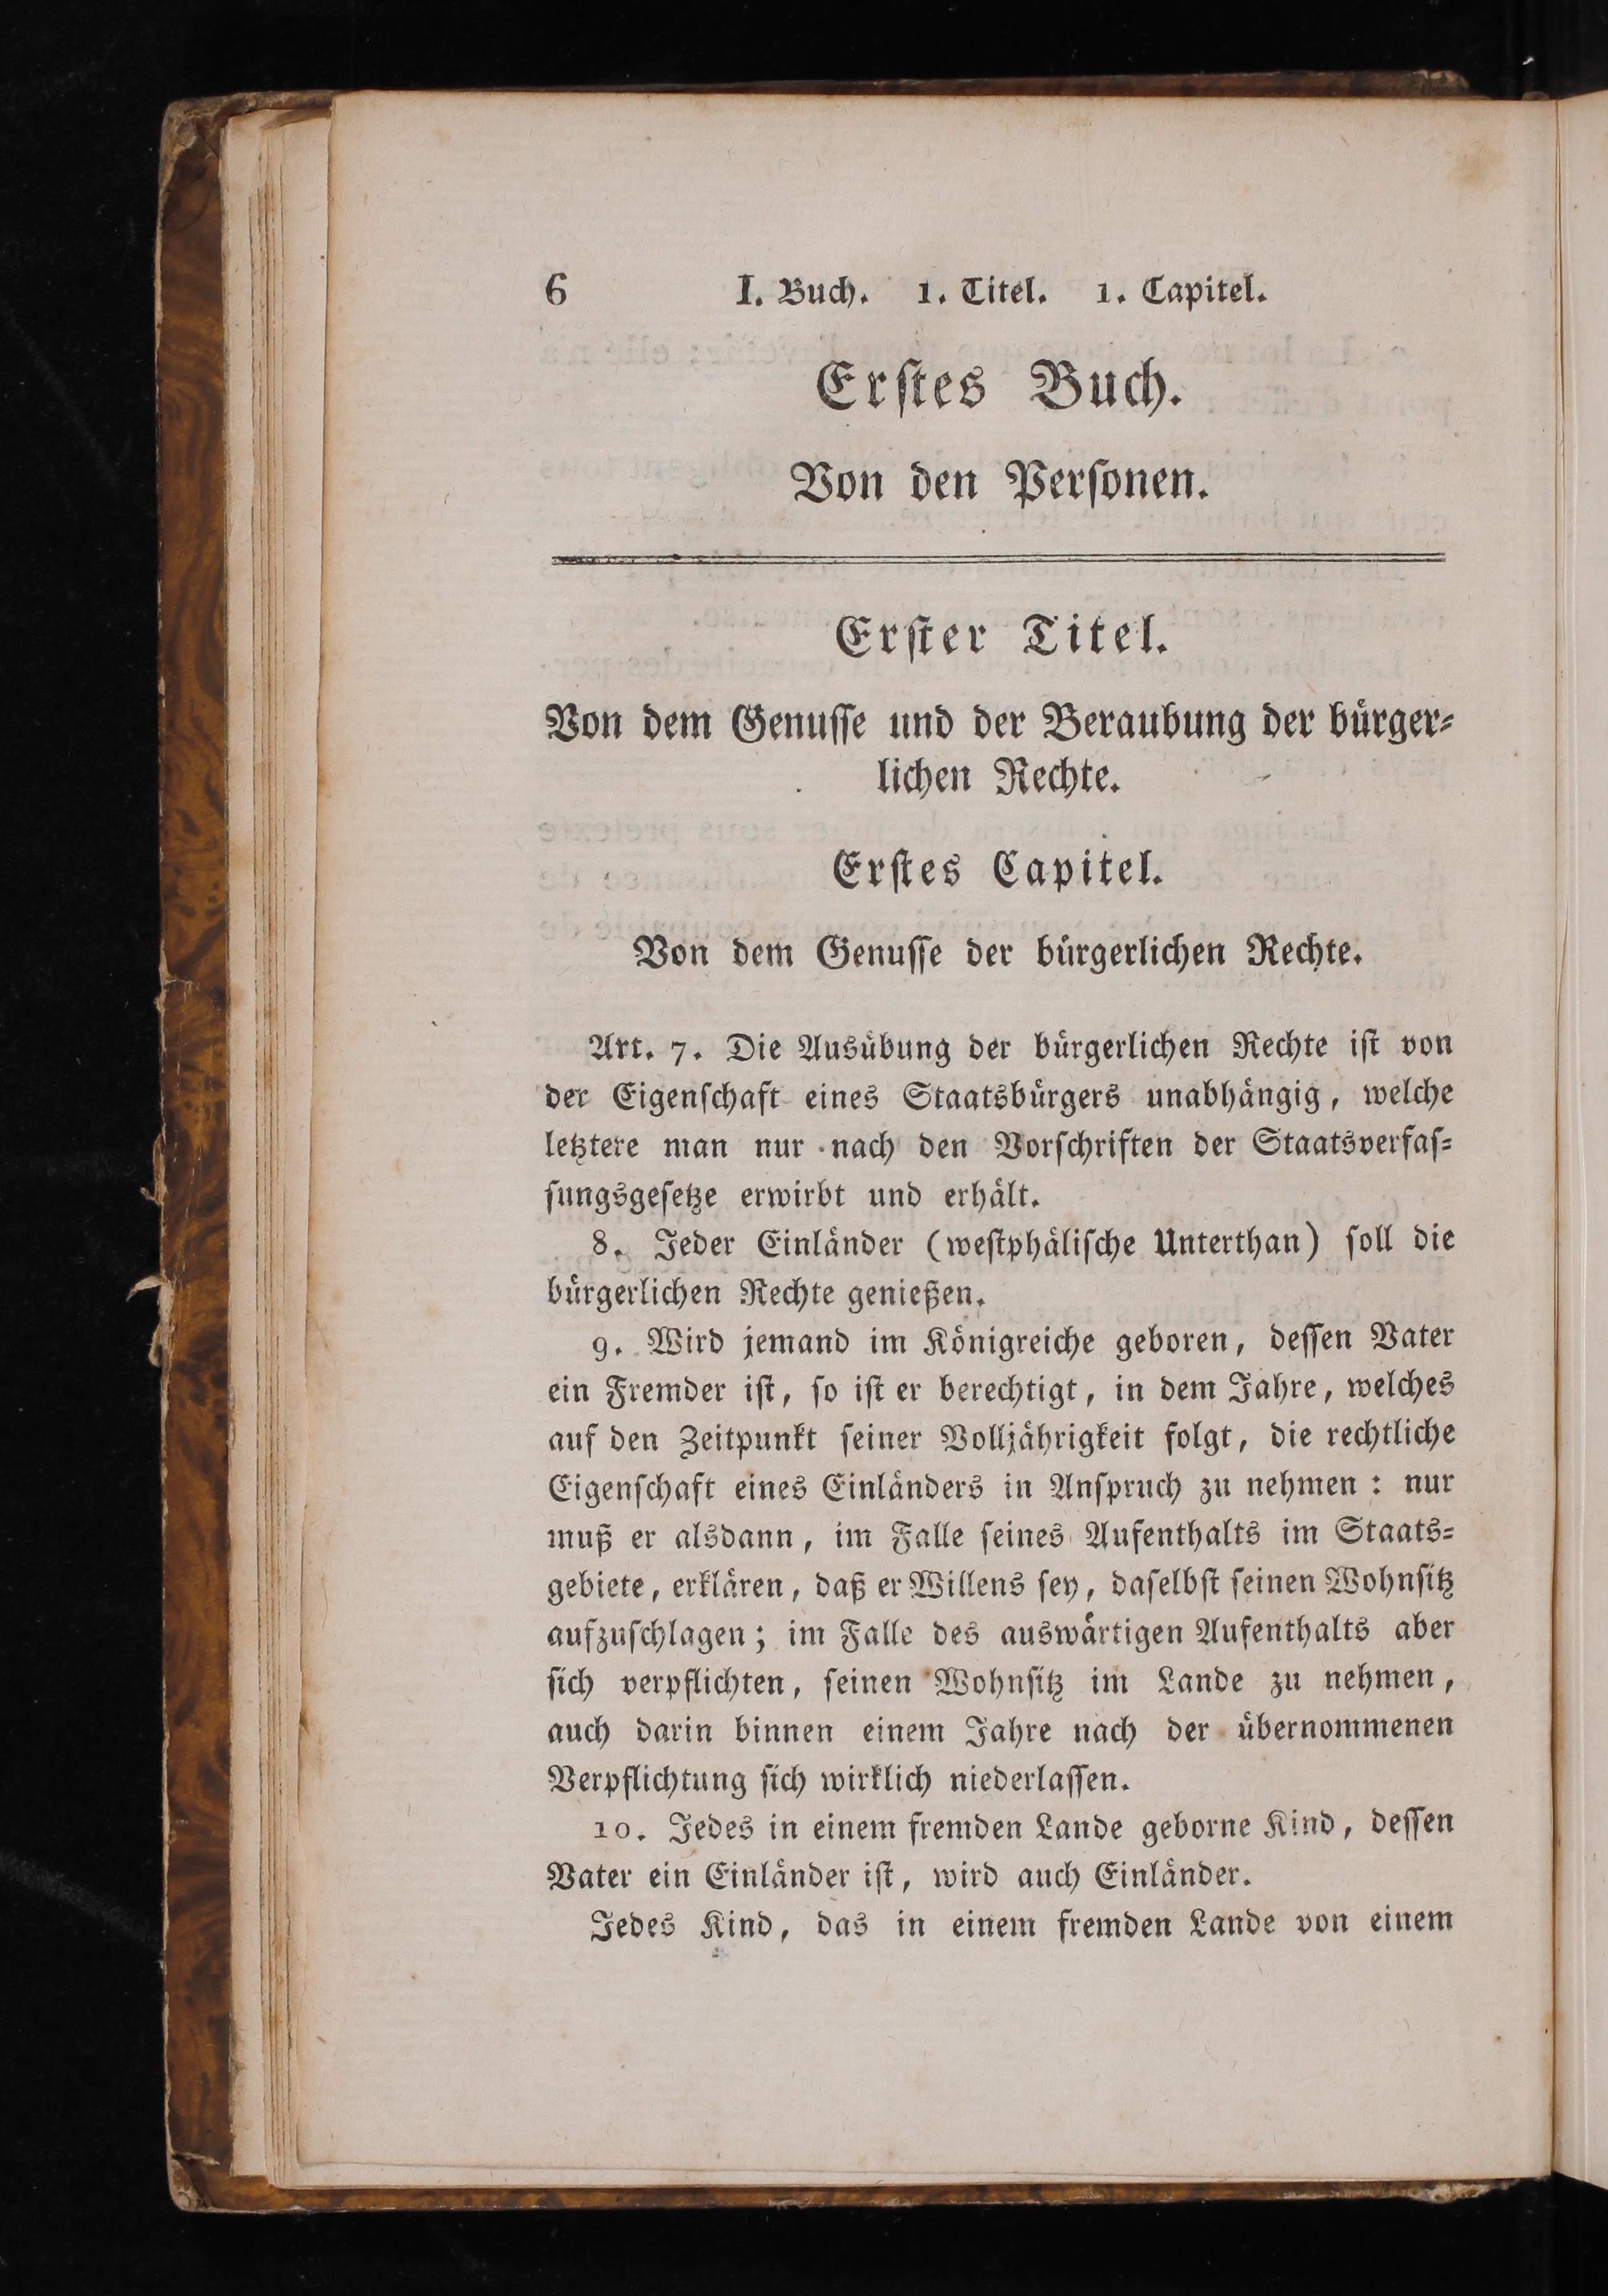 6 I. Buch. 1. Titel. 1. Capitel.
Erſtes Buch.
Von den Perſonen.
Erſter Titel.
Von dem Genuſſe und der Beraubung der bürger⸗
lichen Rechte.
Erſtes Capitel.
Von dem Genuſſe der bürgerlichen Rechte.
Art. 7. Die Ausübung der bürgerlichen Rechte iſt von
der Eigenſchaft eines Staatsbürgers unabhängig, welche
letztere man nur nach den Vorſchriften der Staatsverfaſ⸗
ſungsgeſetze erwirbt und erhält.
8. Jeder Einländer (weſtphäliſche Unterthan) ſoll die
bürgerlichen Rechte genießen.
9. Wird jemand im Königreiche geboren, deſſen Vater
ein Fremder iſt, ſo iſt er berechtigt, in dem Jahre, welches
auf den Zeitpunkt ſeiner Volljährigkeit folgt, die rechtliche
Eigenſchaft eines Einländers in Anſpruch zu nehmen: nur
muß er alsdann, im Falle ſeines Aufenthalts im Staats⸗
gebiete, erklären, daß er Willens ſey, daſelbſt ſeinen Wohnſitz
aufzuſchlagen; im Falle des auswärtigen Aufenthalts aber
ſich verpflichten, ſeinen Wohnſitz im Lande zu nehmen,
auch darin binnen einem Jahre nach der übernommenen
Verpflichtung ſich wirklich niederlaſſen.
10. Jedes in einem fremden Lande geborne Kind, deſſen
Vater ein Einländer iſt, wird auch Einländer.
Jedes Kind, das in einem fremden Lande von einem